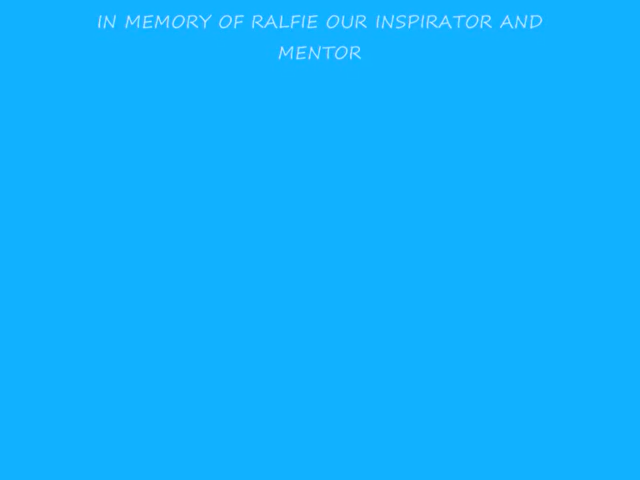 IN MEMORY OF RALFIE OUR INSPIRATOR AND
MENTOR